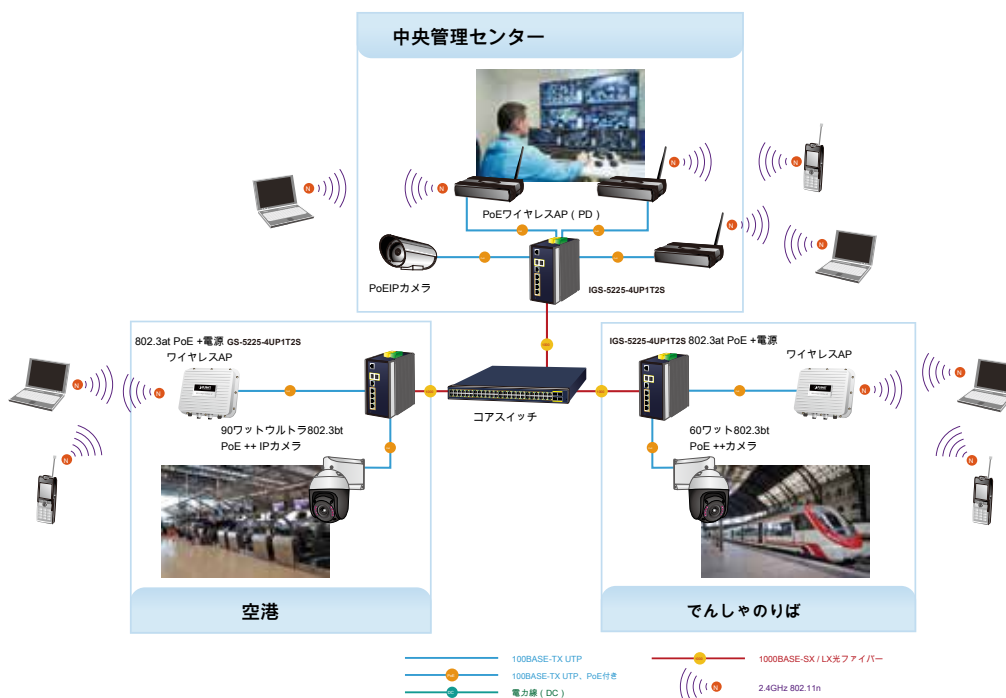 中央管理センター
N
N
N
N
PoEワイヤレスAP ( PD )
N
N
PoEIPカメラ
IGS-5225-4UP1T2S
802.3at PoE +電源 GS-5225-4UP1T2S
ワイヤレスAP
IGS-5225-4UP1T2S 802.3at PoE +電源
ワイヤレスAP
N
N
N
N
コアスイッチ
90ワットウルトラ802.3bt
PoE ++ IPカメラ
60ワット802.3bt
PoE ++カメラ
N
N
空港
でんしゃのりば
100BASE-TX UTP
1000BASE-SX / LX光ファイバー
PoE
100BASE-TX UTP、PoE付き
DC
電力線 ( DC )
N
2.4GHz 802.11n